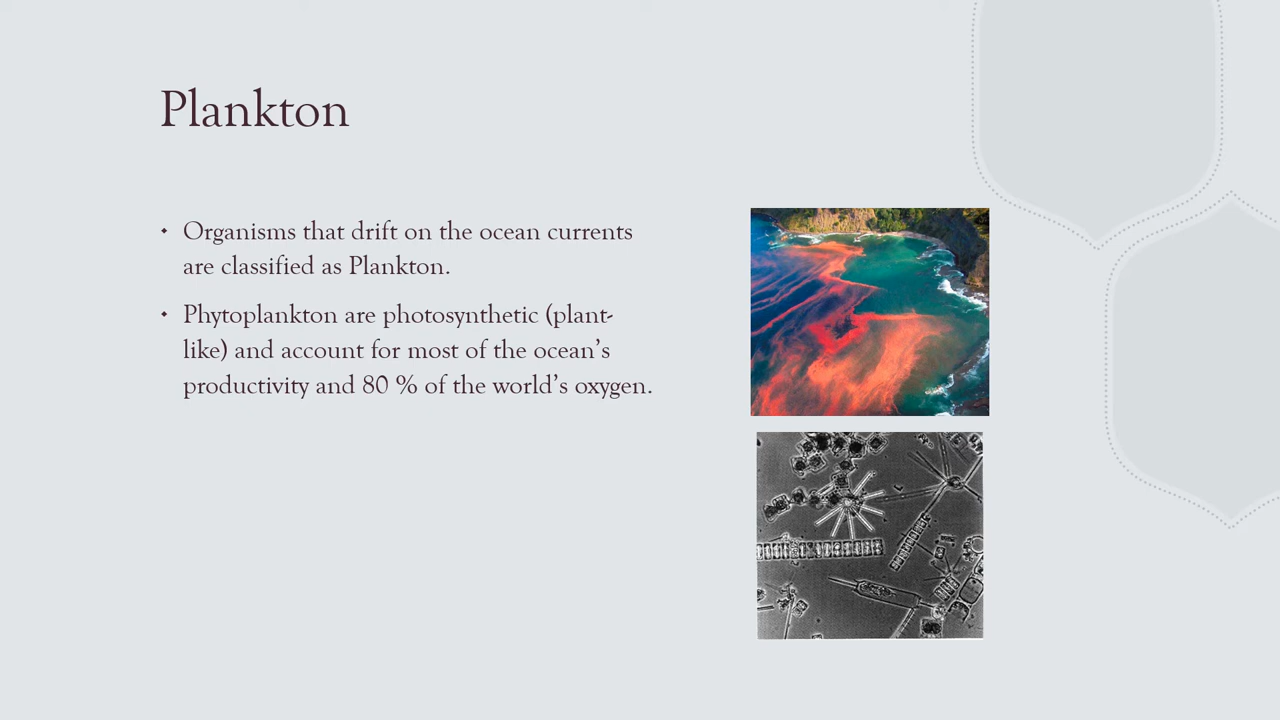 Plankton
Organisms that drift on the ocean currents
are classified as Plankton.
Phytoplankton are photosynthetic (plant-
like) and account for most of the ocean’s
productivity and 80 % of the world’s oxygen.